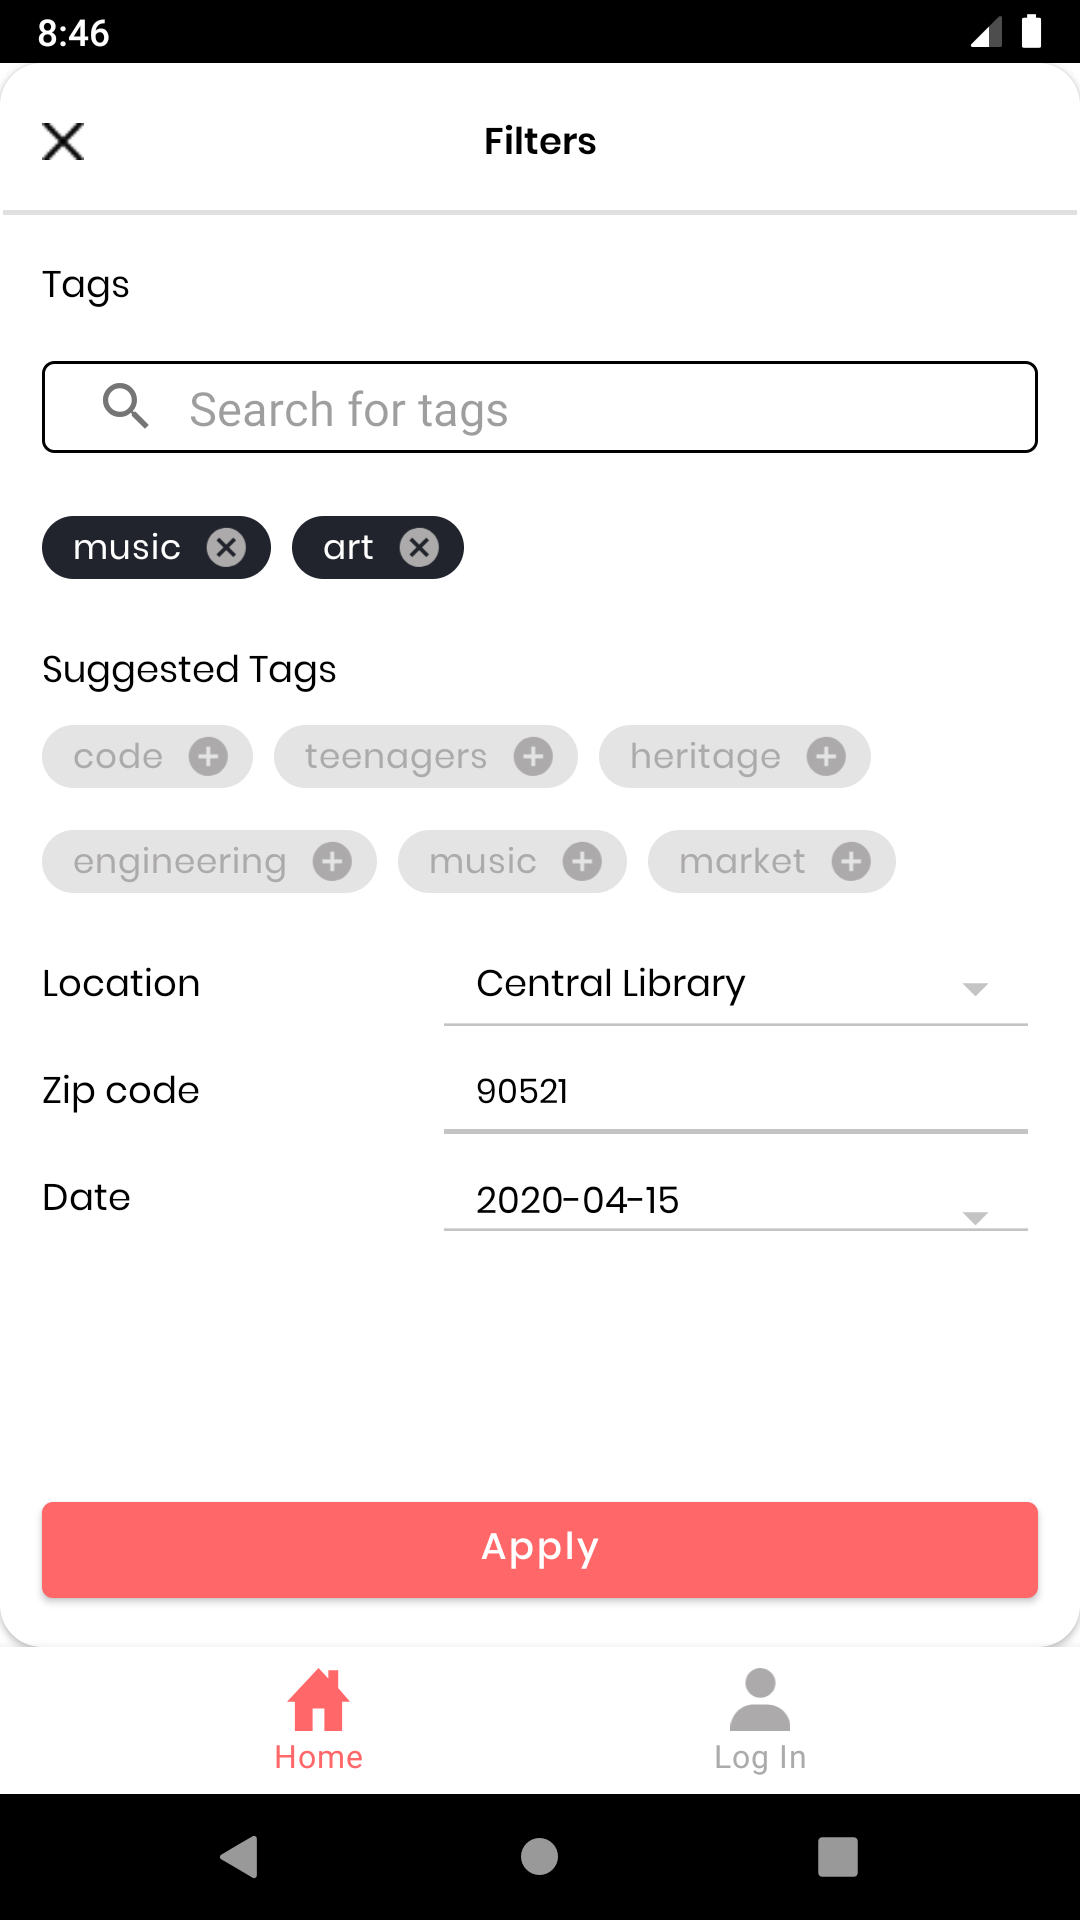 8:46
Filters
Tags
Search for tags
music art
Suggested Tags
code teenagers heritage
engineering music market
Location Central Library
Zip code 90521
Date 2020-04-15
Apply
Home Log In